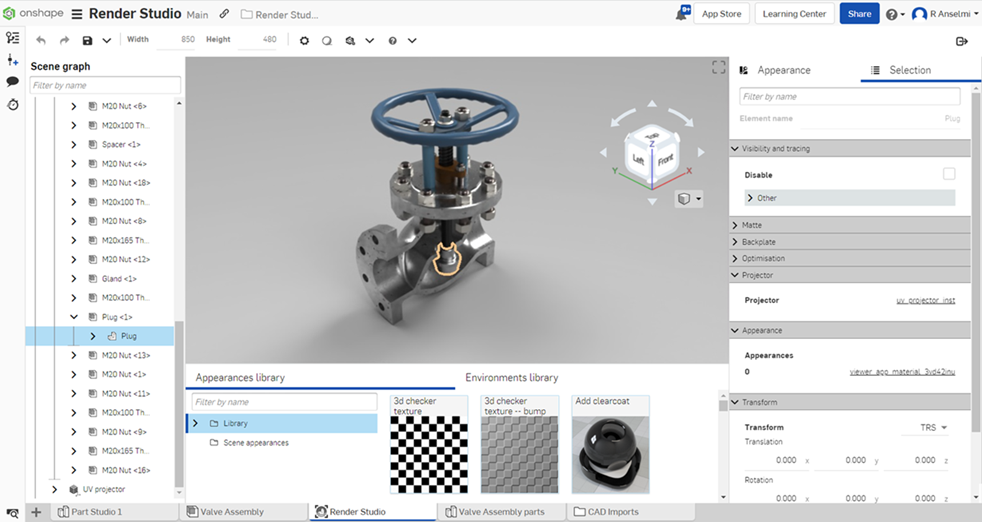 onshape Render Studio Main Render Stud...
9+ App Store Learning Center Share R Anselmi
Width 850 Height 480
Scene graph
Filter by name
M20 Nut <6>
M20x100 Th...
Spacer <1>
M20 Nut <4>
M20 Nut <18>
M20x100 Th...
M20 Nut <8>
M20x165 Th...
M20 Nut <12>
Gland <1>
M20x100 Th...
Plug <1>
Plug
M20 Nut <13>
M20 Nut <1>
M20 Nut <11>
M20x100 Th...
M20 Nut <9>
M20x165 Th...
M20 Nut <16>
UV projector
Top
Z
Left Front
Y X
Appearances library Environments library
Filter by name
Library
Scene appearances
3d checker
texture
3d checker
texture -- bump
Add clearcoat
Appearance Selection
Filter by name
Element name Plug
Visibility and tracing
Disable
Other
Matte
Backplate
Optimisation
Projector
Projector uv_projector_inst
Appearance
Appearances
0 viewer_app_material_3vd42inu
Transform
Transform TRS
Translation
0.000 x 0.000 y 0.000 z
Rotation
0.000 x 0.000 y 0.000 z
Part Studio 1 Valve Assembly Render Studio Valve Assembly parts CAD Imports